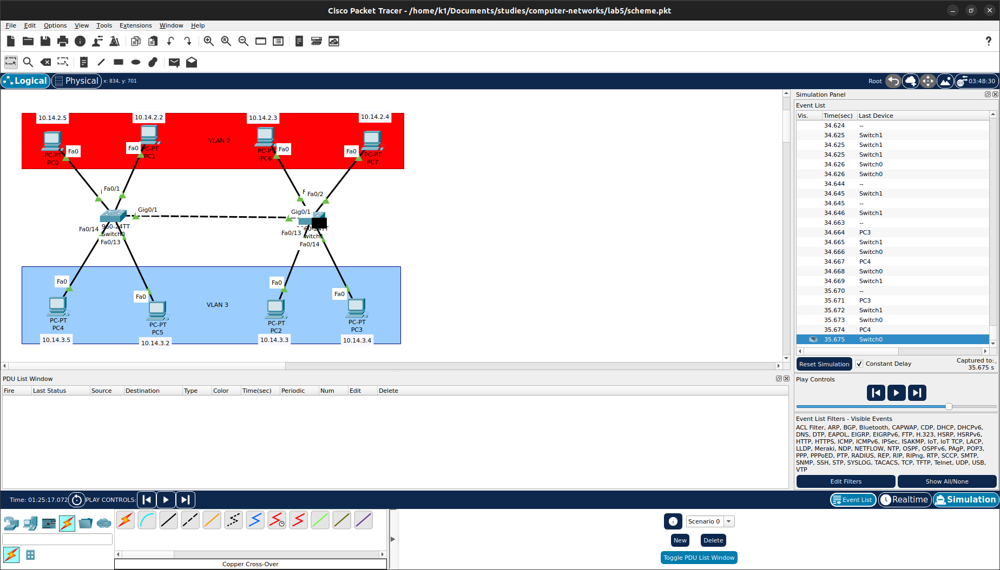 Cisco Packet Tracer - /home/k1/Documents/studies/computer-networks/lab5/scheme.pkt
File Edit Options View Tools Extensions Window Help
?
Logical Physical x: 834, y: 701
Root 03:48:30
10.14.2.5 10.14.2.2 10.14.2.3 10.14.2.4
VLAN 2
Fa0 Fa0 Fa0 Fa0
PC-PT
PC0
C-PT
PC1
PC-PT
PC6
PC-PT
PC7
Fa0/1
F Fa0/2
Gig0/1 Gig0/1
Fa0/14
960-24TT
Switch0
Fa0/13
Fa0/13
60-24TT
witch1
Fa0/14
Fa0 Fa0 Fa0 Fa0
VLAN 3
PC-PT
PC4
PC-PT
PC5
PC-PT
PC2
PC-PT
PC3
10.14.3.5 10.14.3.2 10.14.3.3 10.14.3.4
Simulation Panel
Event List
Vis. Time(sec) Last Device
34.624 --
34.625 Switch1
34.625 Switch1
34.625 Switch1
34.626 Switch0
34.626 Switch0
34.644 --
34.645 Switch1
34.645 --
34.646 Switch1
34.663 --
34.664 PC3
34.665 Switch1
34.666 Switch0
34.667 PC4
34.668 Switch0
34.669 Switch1
35.670 --
35.671 PC3
35.672 Switch1
35.673 Switch0
35.674 PC4
35.675 Switch0
Reset Simulation Constant Delay Captured to:
35.675 s
Play Controls
Event List Filters - Visible Events
ACL Filter, ARP, BGP, Bluetooth, CAPWAP, CDP, DHCP, DHCPv6,
DNS, DTP, EAPOL, EIGRP, EIGRPv6, FTP, H.323, HSRP, HSRPv6,
HTTP, HTTPS, ICMP, ICMPv6, IPSec, ISAKMP, IoT, IoT TCP, LACP,
LLDP, Meraki, NDP, NETFLOW, NTP, OSPF, OSPFv6, PAgP, POP3,
PPP, PPPoED, PTP, RADIUS, REP, RIP, RIPng, RTP, SCCP, SMTP,
SNMP, SSH, STP, SYSLOG, TACACS, TCP, TFTP, Telnet, UDP, USB,
VTP
Edit Filters Show All/None
PDU List Window
Fire Last Status Source Destination Type Color Time(sec) Periodic Num Edit Delete
Time: 01:25:17.072 PLAY CONTROLS:
Event List Realtime Simulation
Scenario 0
New Delete
Toggle PDU List Window
Copper Cross-Over